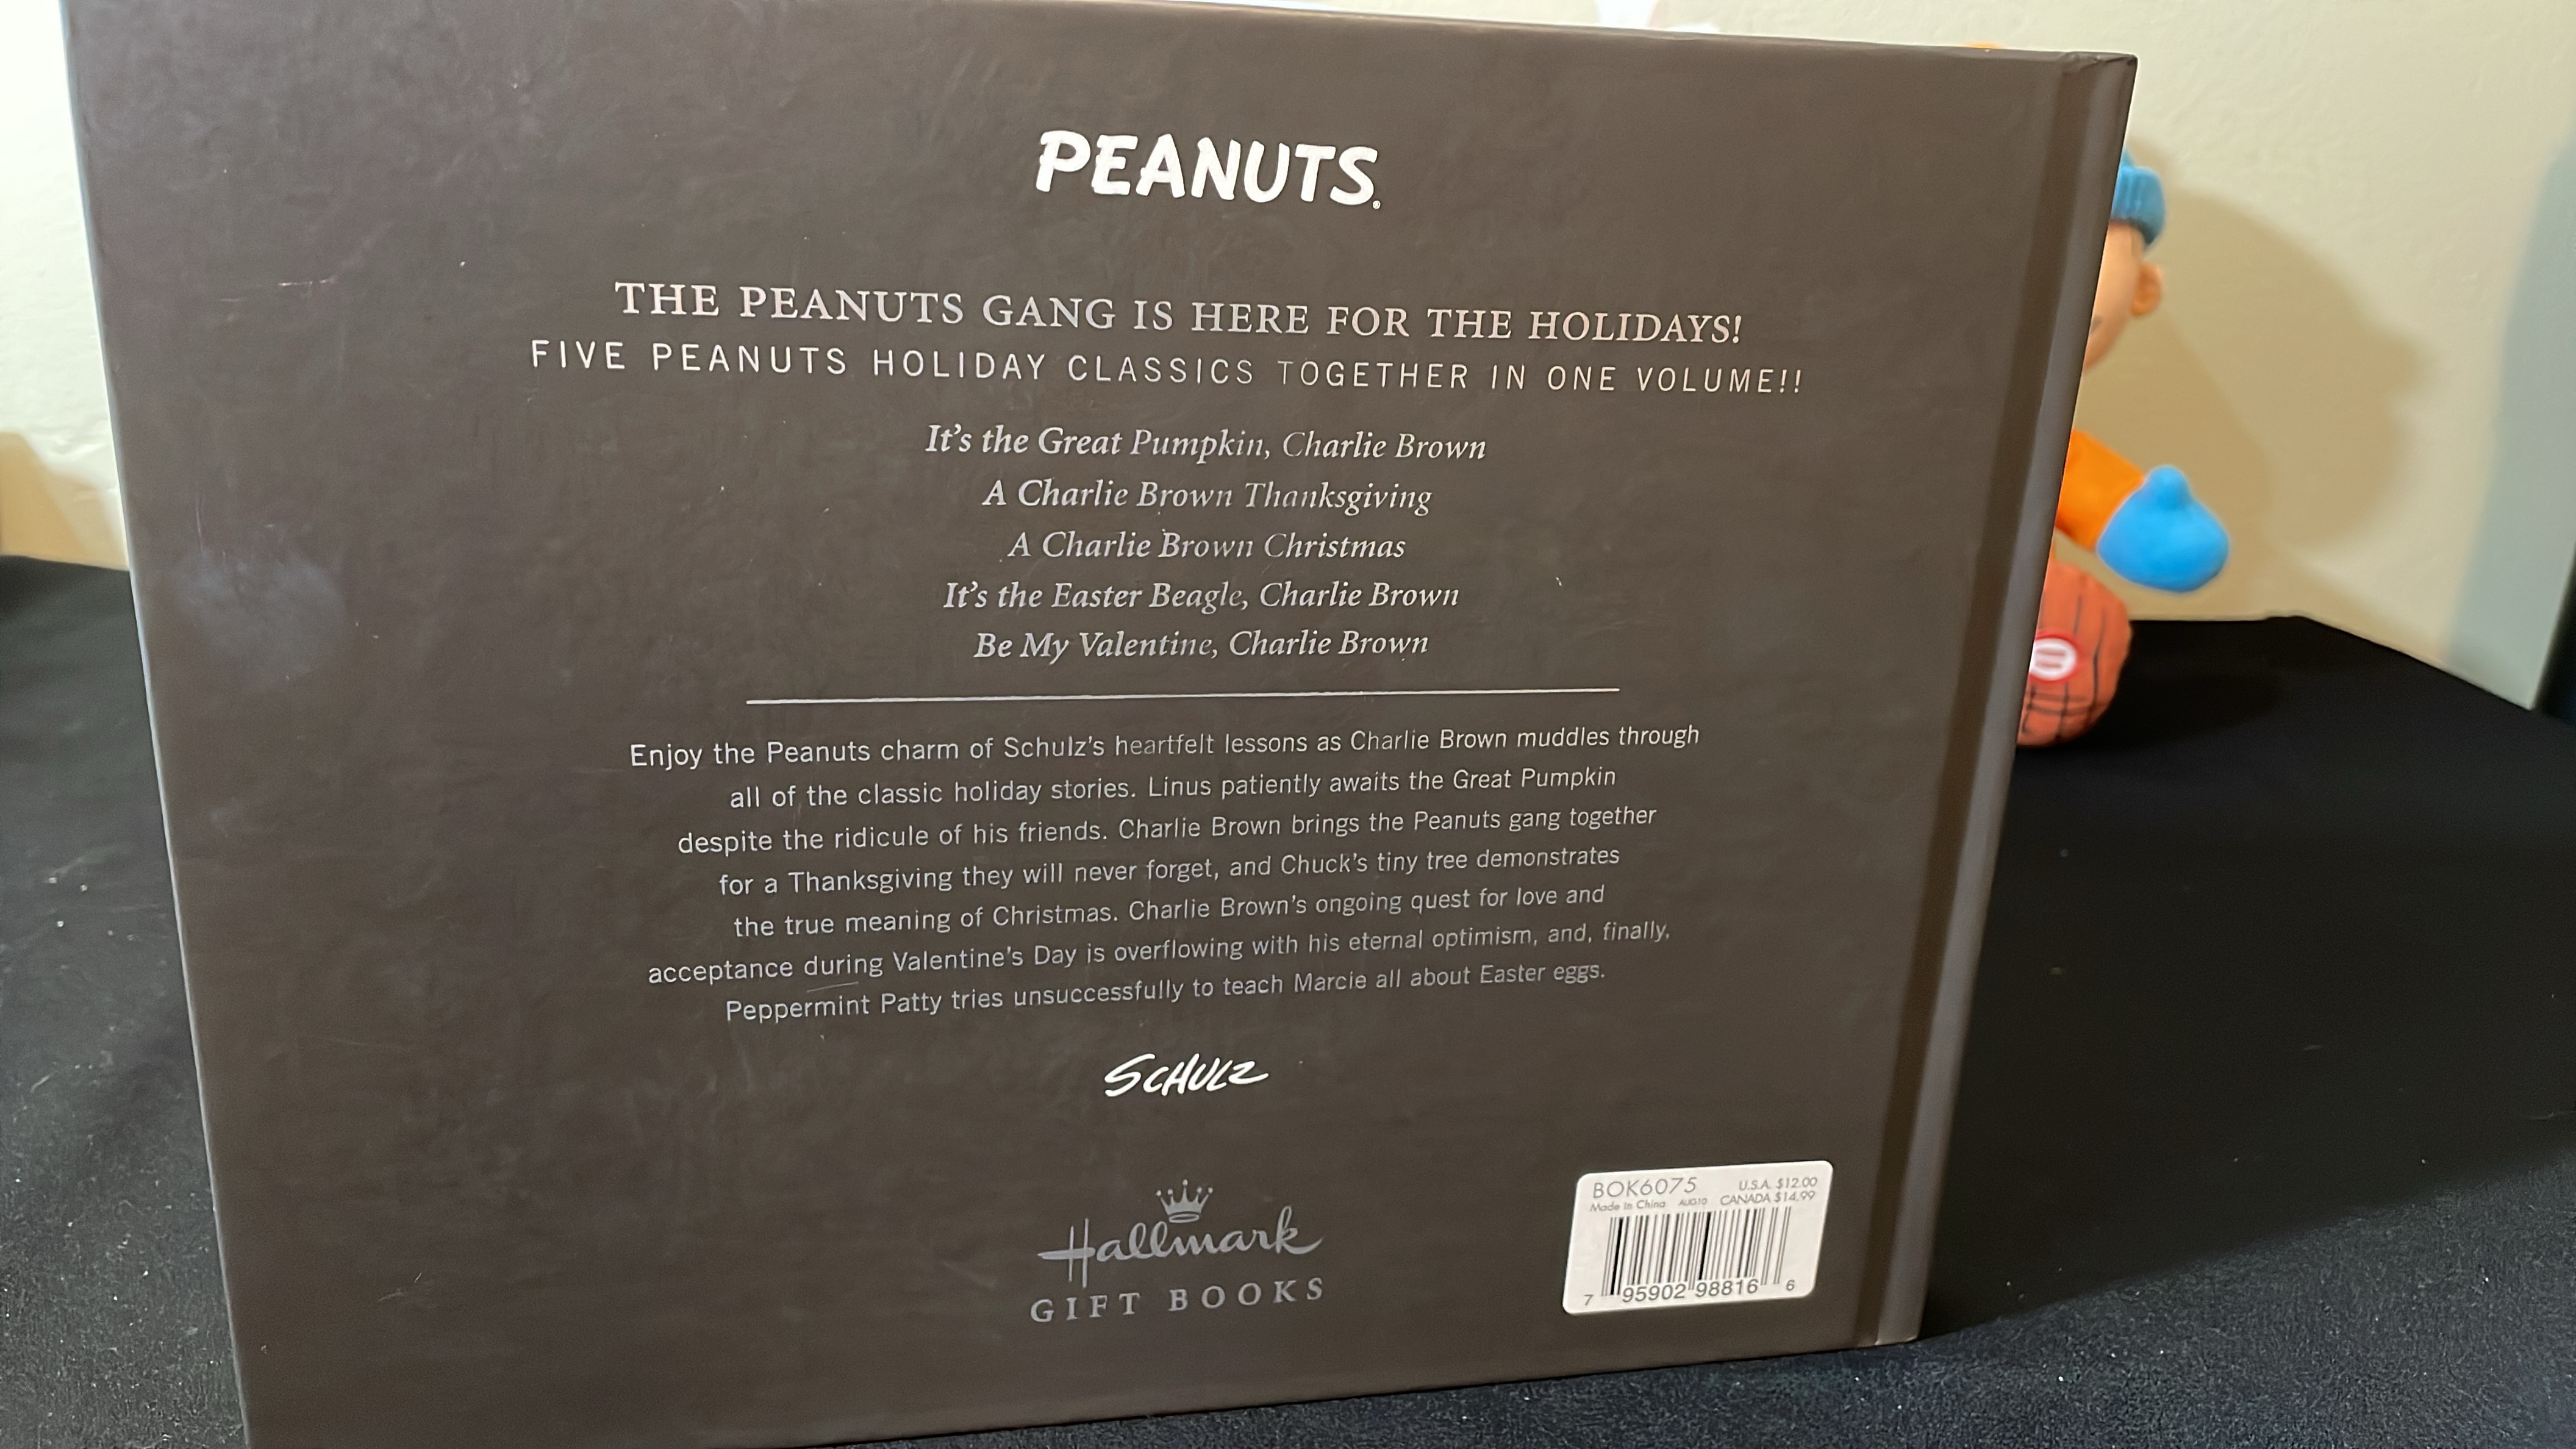 PEANUTS®
THE PEANUTS GANG IS HERE FOR THE HOLIDAYS!
FIVE PEANUTS HOLIDAY CLASSICS TOGETHER IN ONE VOLUME!!
It's the Great Pumpkin, Charlie Brown
A Charlie Brown Thanksgiving
A Charlie Brown Christmas
It's the Easter Beagle, Charlie Brown
Be My Valentine, Charlie Brown
Enjoy the Peanuts charm of Schulz's heartfelt lessons as Charlie Brown muddles through
all of the classic holiday stories. Linus patiently awaits the Great Pumpkin
despite the ridicule of his friends. Charlie Brown brings the Peanuts gang together
for a Thanksgiving they will never forget, and Chuck's tiny tree demonstrates
the true meaning of Christmas. Charlie Brown's ongoing quest for love and
acceptance during Valentine's Day is overflowing with his eternal optimism, and, finally,
Peppermint Patty tries unsuccessfully to teach Marcie all about Easter eggs.
SCHULZ
Hallmark
GIFT BOOKS
BOK6075 U.S.A. $12.00
Made in China AUG10 CANADA $14.99
7 95902 98816 6